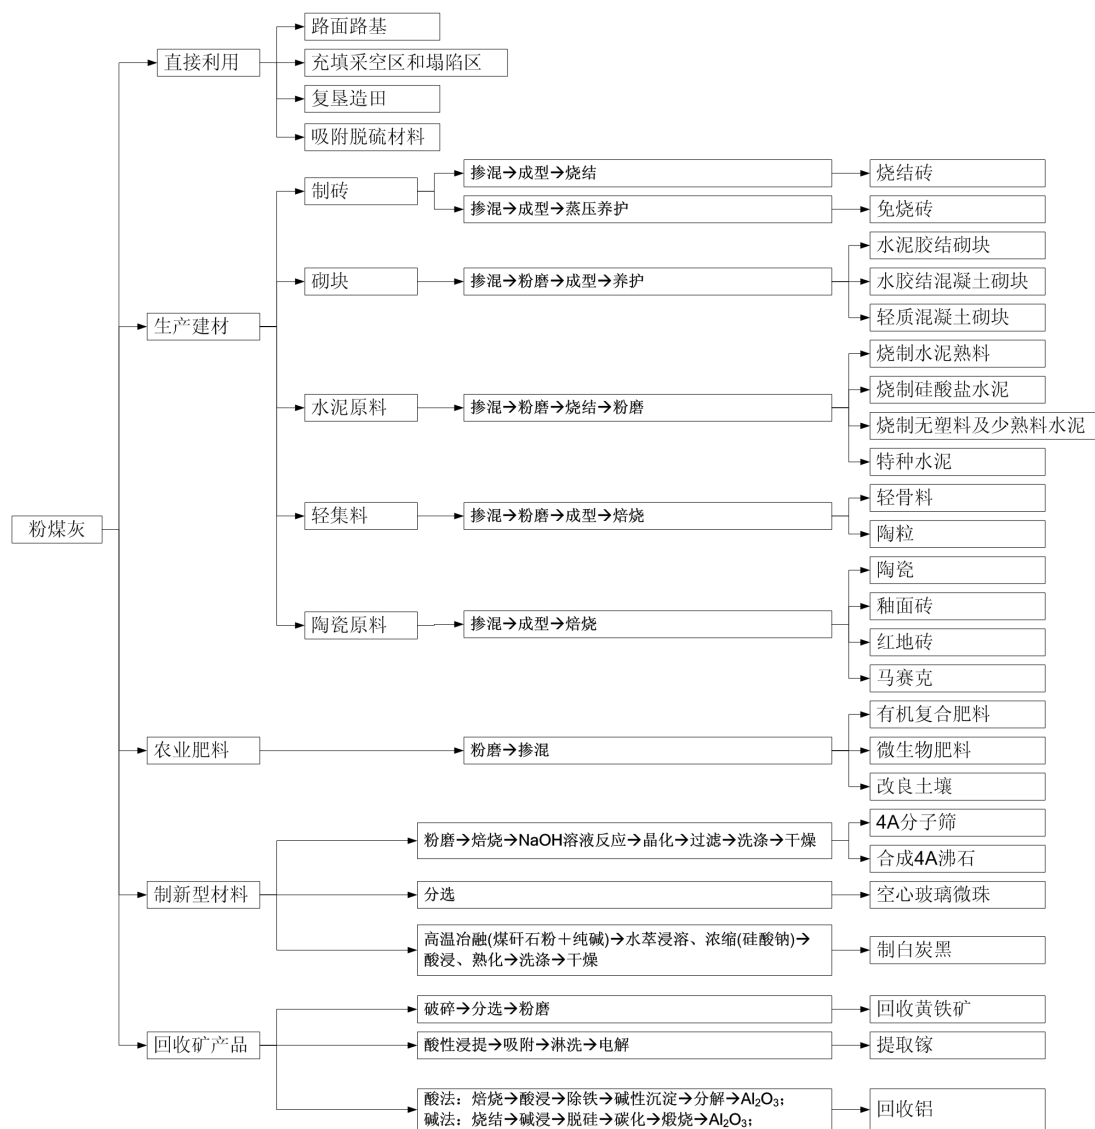 粉煤灰
直接利用
路面路基
充填采空区和塌陷区
复垦造田
吸附脱硫材料
生产建材
制砖
掺混→成型→烧结
烧结砖
掺混→成型→蒸压养护
免烧砖
砌块
掺混→粉磨→成型→养护
水泥胶结砌块
水胶结混凝土砌块
轻质混凝土砌块
水泥原料
掺混→粉磨→烧结→粉磨
烧制水泥熟料
烧制硅酸盐水泥
烧制无塑料及少熟料水泥
特种水泥
轻集料
掺混→粉磨→成型→焙烧
轻骨料
陶粒
陶瓷原料
掺混→成型→焙烧
陶瓷
釉面砖
红地砖
马赛克
农业肥料
粉磨→掺混
有机复合肥料
微生物肥料
改良土壤
制新型材料
粉磨→焙烧→NaOH溶液反应→晶化→过滤→洗涤→干燥
4A分子筛
合成4A沸石
分选
空心玻璃微珠
高温冶融(煤矸石粉＋纯碱)→水萃浸溶、浓缩(硅酸钠)→
酸浸、熟化→洗涤→干燥
制白炭黑
回收矿产品
破碎→分选→粉磨
回收黄铁矿
酸性浸提→吸附→淋洗→电解
提取镓
酸法：焙烧→酸浸→除铁→碱性沉淀→分解→Al₂O₃；
碱法：烧结→碱浸→脱硅→碳化→煅烧→Al₂O₃；
回收铝